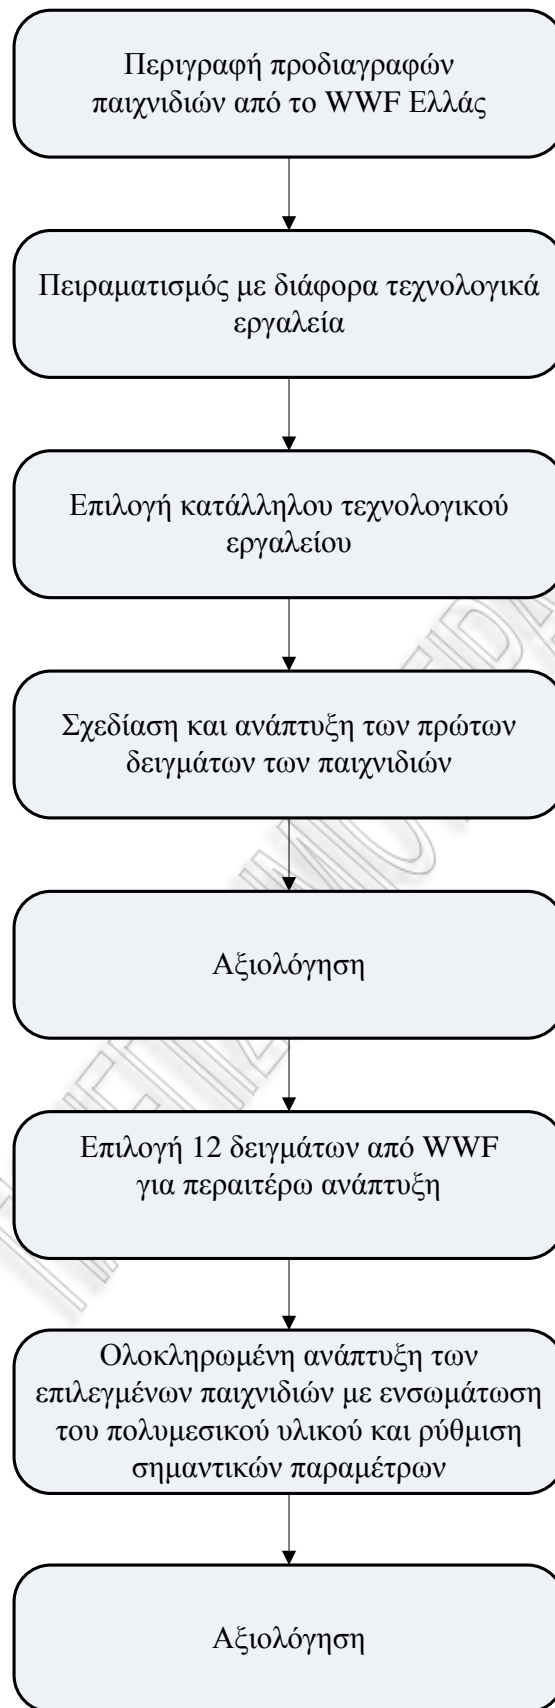 Περιγραφή προδιαγραφών
παιχνιδιών από το WWF Ελλάς
Πειραματισμός με διάφορα τεχνολογικά
εργαλεία
Επιλογή κατάλληλου τεχνολογικού
εργαλείου
Σχεδίαση και ανάπτυξη των πρώτων
δειγμάτων των παιχνιδιών
Αξιολόγηση
Επιλογή 12 δειγμάτων από WWF
για περαιτέρω ανάπτυξη
Ολοκληρωμένη ανάπτυξη των
επιλεγμένων παιχνιδιών με ενσωμάτωση
του πολυμεσικού υλικού και ρύθμιση
σημαντικών παραμέτρων
Αξιολόγηση